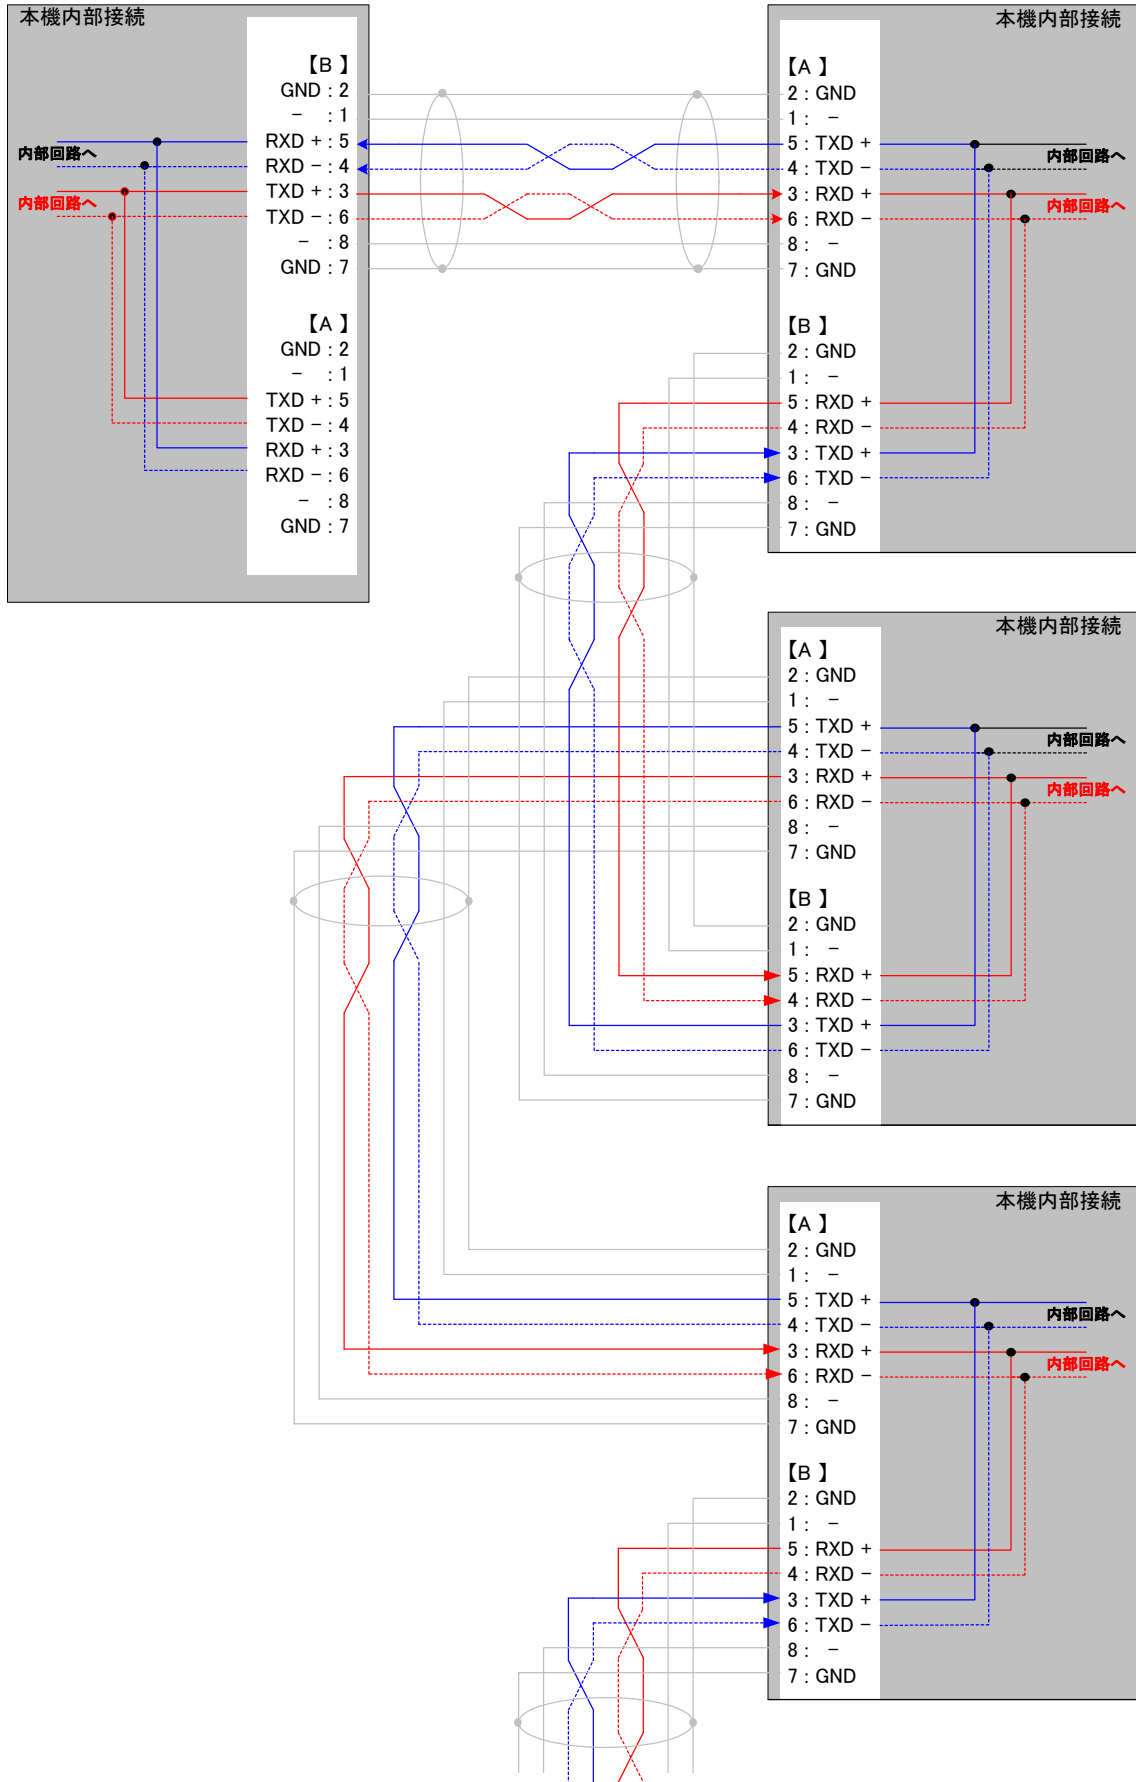 本機内部接続
【B 】
GND : 2
- : 1
RXD + : 5
RXD - : 4
TXD + : 3
TXD - : 6
- : 8
GND : 7
内部回路へ
内部回路へ
【A 】
GND : 2
- : 1
TXD + : 5
TXD - : 4
RXD + : 3
RXD - : 6
- : 8
GND : 7
本機内部接続
【A 】
2 : GND
1 : -
5 : TXD +
4 : TXD -
3 : RXD +
6 : RXD -
8 : -
7 : GND
内部回路へ
内部回路へ
【B 】
2 : GND
1 : -
5 : RXD +
4 : RXD -
3 : TXD +
6 : TXD -
8 : -
7 : GND
本機内部接続
【A 】
2 : GND
1 : -
5 : TXD +
4 : TXD -
3 : RXD +
6 : RXD -
8 : -
7 : GND
内部回路へ
内部回路へ
【B 】
2 : GND
1 : -
5 : RXD +
4 : RXD -
3 : TXD +
6 : TXD -
8 : -
7 : GND
本機内部接続
【A 】
2 : GND
1 : -
5 : TXD +
4 : TXD -
3 : RXD +
6 : RXD -
8 : -
7 : GND
内部回路へ
内部回路へ
【B 】
2 : GND
1 : -
5 : RXD +
4 : RXD -
3 : TXD +
6 : TXD -
8 : -
7 : GND